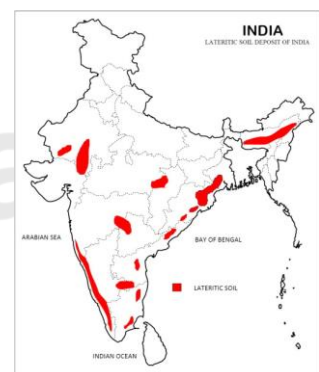 INDIA
LATERITIC SOIL DEPOSIT OF INDIA
ARABIAN SEA
BAY OF BENGAL
LATERITIC SOIL
INDIAN OCEAN